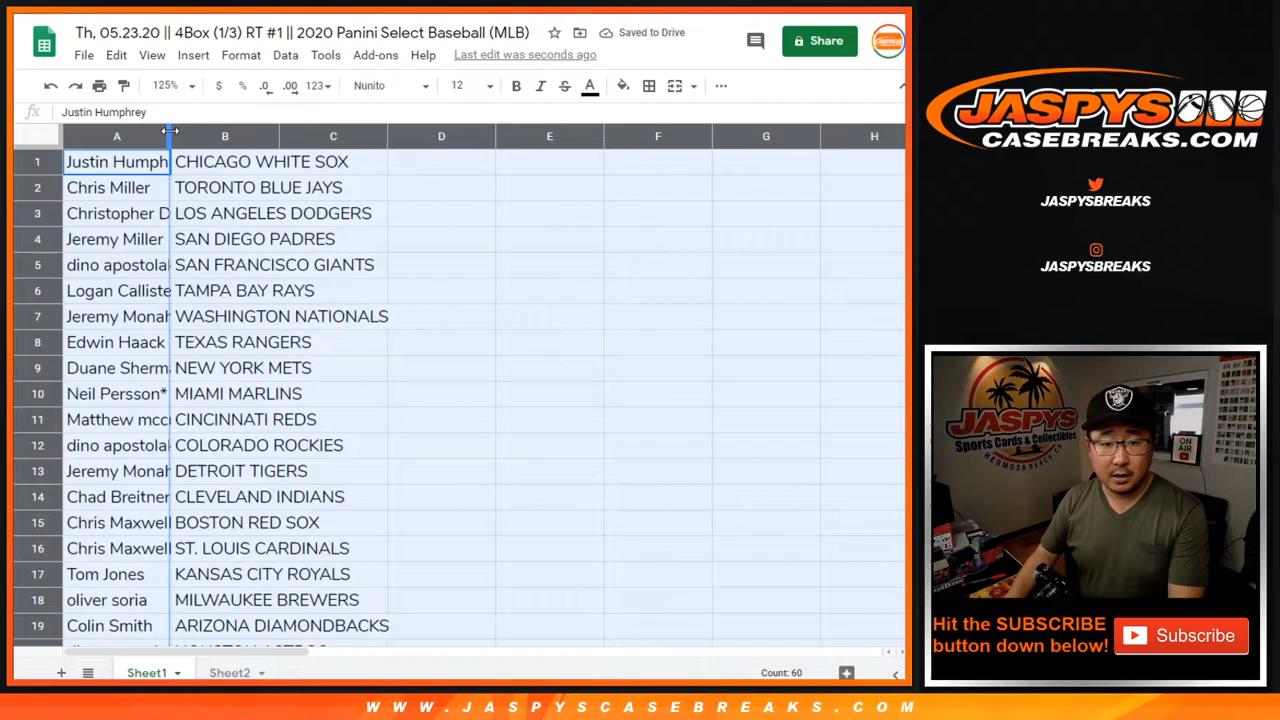 Th, 05.23.20 || 4Box (1/3) RT #1 || 2020 Panini Select Baseball (MLB)
Saved to Drive
File Edit View Insert Format Data Tools Add-ons Help Last edit was seconds ago
Share
125% $ % .0 .00 123 Nunito 12 B I S A
fx Justin Humphrey
A B C D E F G H
1 Justin Humph CHICAGO WHITE SOX
2 Chris Miller TORONTO BLUE JAYS
3 Christopher D LOS ANGELES DODGERS
4 Jeremy Miller SAN DIEGO PADRES
5 dino apostola SAN FRANCISCO GIANTS
6 Logan Calliste TAMPA BAY RAYS
7 Jeremy Monah WASHINGTON NATIONALS
8 Edwin Haack TEXAS RANGERS
9 Duane Sherm NEW YORK METS
10 Neil Persson* MIAMI MARLINS
11 Matthew mcc CINCINNATI REDS
12 dino apostola COLORADO ROCKIES
13 Jeremy Monah DETROIT TIGERS
14 Chad Breitner CLEVELAND INDIANS
15 Chris Maxwell BOSTON RED SOX
16 Chris Maxwell ST. LOUIS CARDINALS
17 Tom Jones KANSAS CITY ROYALS
18 oliver soria MILWAUKEE BREWERS
19 Colin Smith ARIZONA DIAMONDBACKS
Sheet1 Sheet2 Count: 60
JASPYS
CASEBREAKS.COM
JASPYSBREAKS
JASPYSBREAKS
JASPYS
Sports Cards & Collectibles
HERMOSA BEACH, CA
ON
AIR
Hit the SUBSCRIBE
button down below!
Subscribe
WWW.JASPYSCASEBREAKS.COM